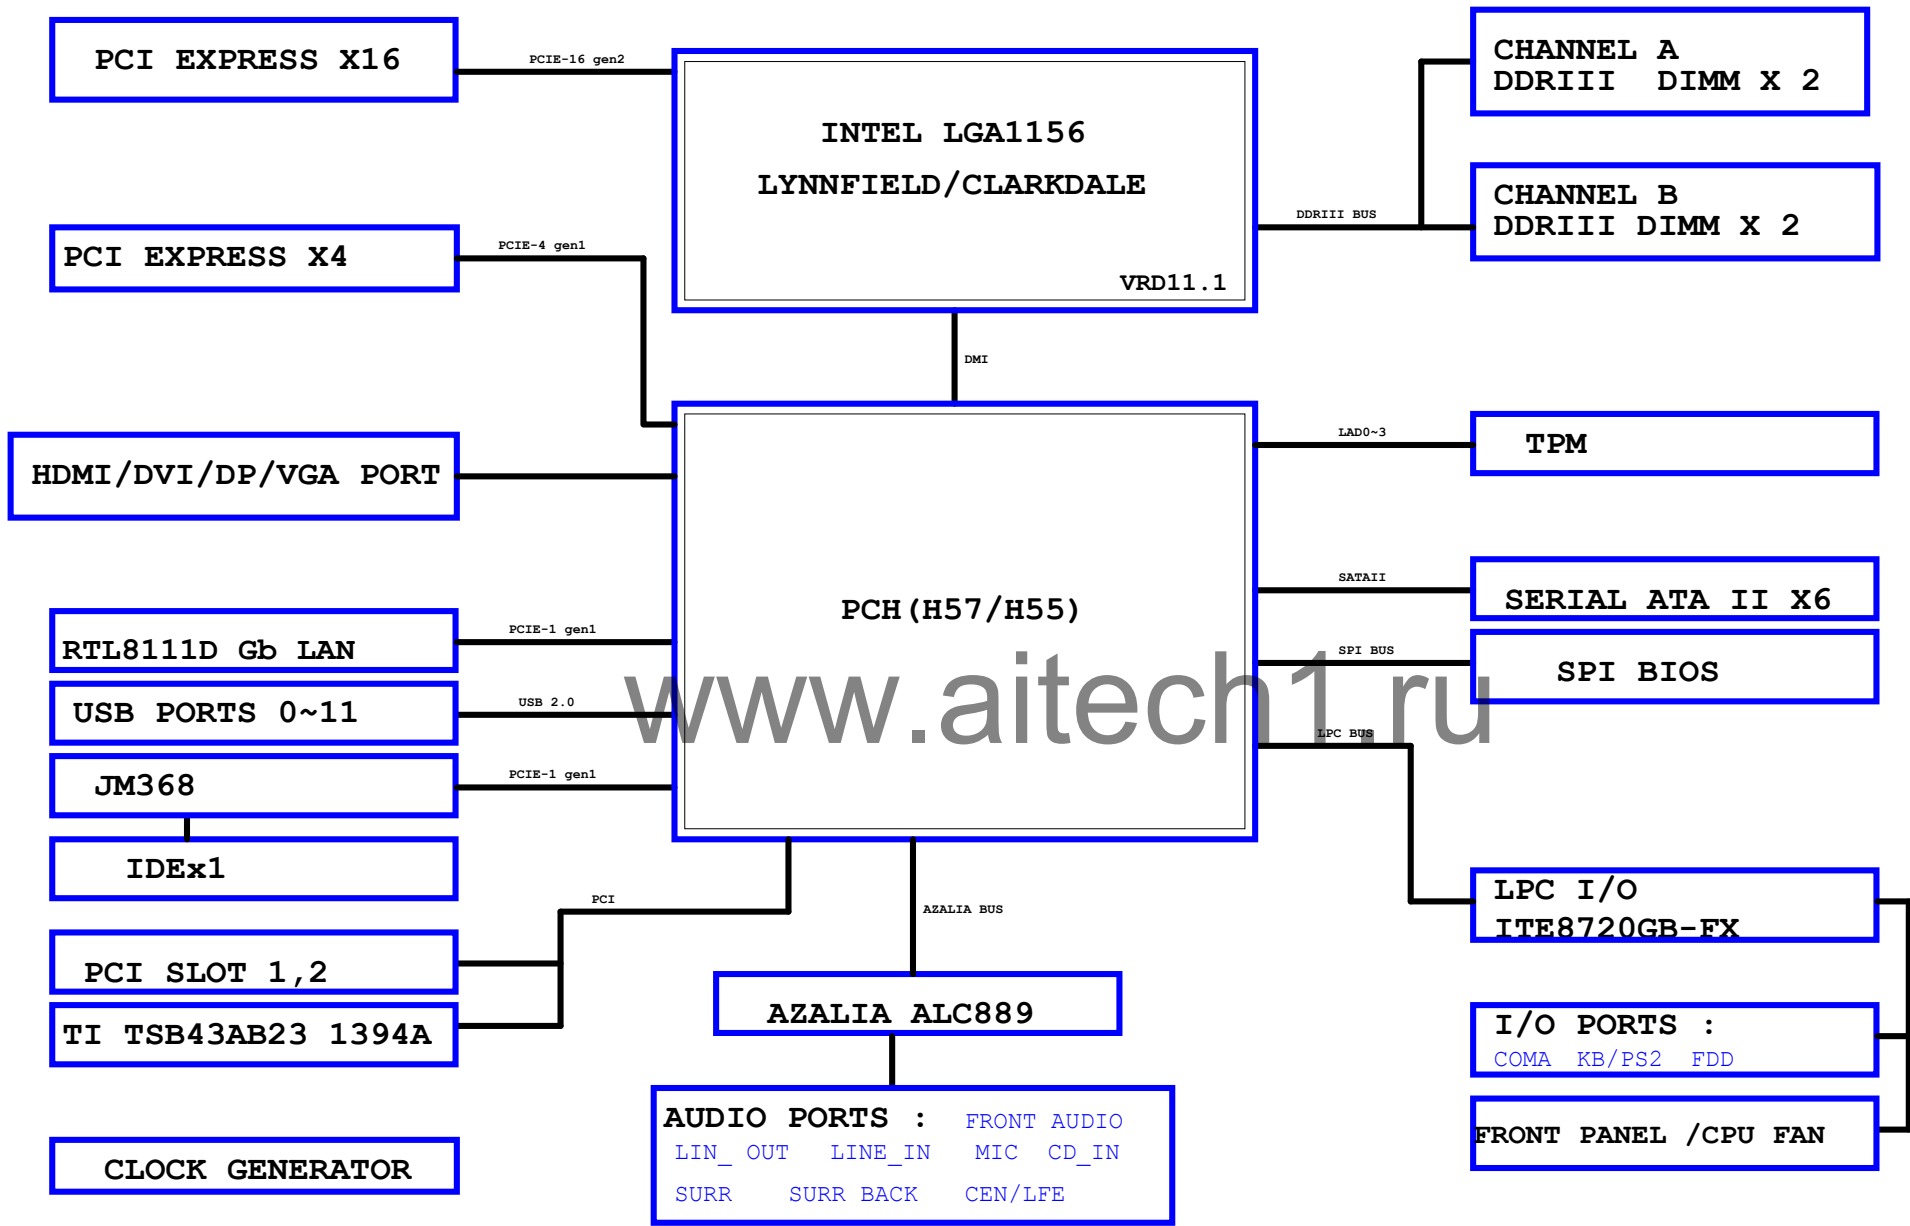 PCI EXPRESS X16
PCIE-16 gen2
INTEL LGA1156
LYNNFIELD/CLARKDALE
VRD11.1
CHANNEL A
DDRIII DIMM X 2
DDRIII BUS
CHANNEL B
DDRIII DIMM X 2
PCI EXPRESS X4
PCIE-4 gen1
DMI
HDMI/DVI/DP/VGA PORT
PCH(H57/H55)
LAD0~3
TPM
SATAII
SERIAL ATA II X6
SPI BUS
SPI BIOS
RTL8111D Gb LAN
PCIE-1 gen1
USB PORTS 0~11
USB 2.0
www.aitech1.ru
LPC BUS
JM368
PCIE-1 gen1
IDEx1
PCI
AZALIA BUS
LPC I/O
ITE8720GB-FX
PCI SLOT 1,2
TI TSB43AB23 1394A
AZALIA ALC889
I/O PORTS :
COMA KB/PS2 FDD
FRONT PANEL /CPU FAN
AUDIO PORTS : FRONT AUDIO
LIN_ OUT LINE_IN MIC CD_IN
SURR SURR BACK CEN/LFE
CLOCK GENERATOR